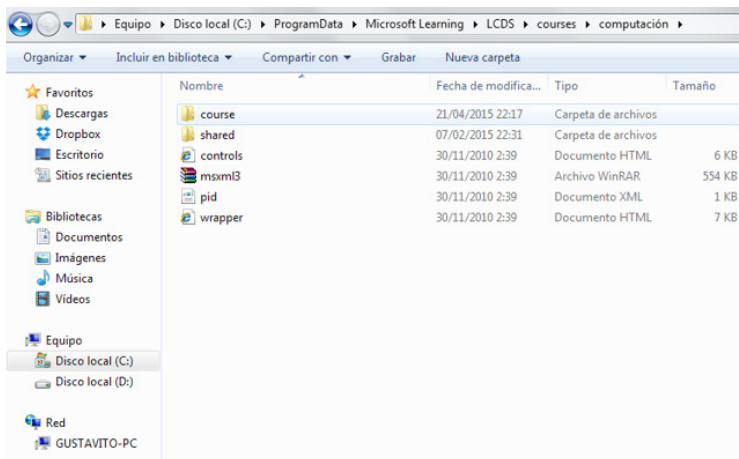 Equipo Disco local (C:) ProgramData Microsoft Learning LCDS courses computación
Organizar Incluir en biblioteca Compartir con Grabar Nueva carpeta
Favoritos
Descargas
Dropbox
Escritorio
Sitios recientes
Bibliotecas
Documentos
Imágenes
Música
Vídeos
Equipo
Disco local (C:)
Disco local (D:)
Red
GUSTAVITO-PC
Nombre Fecha de modifica... Tipo Tamaño
course 21/04/2015 22:17 Carpeta de archivos
shared 07/02/2015 22:31 Carpeta de archivos
controls 30/11/2010 2:39 Documento HTML 6 KB
msxml3 30/11/2010 2:39 Archivo WinRAR 554 KB
pid 30/11/2010 2:39 Documento XML 1 KB
wrapper 30/11/2010 2:39 Documento HTML 7 KB